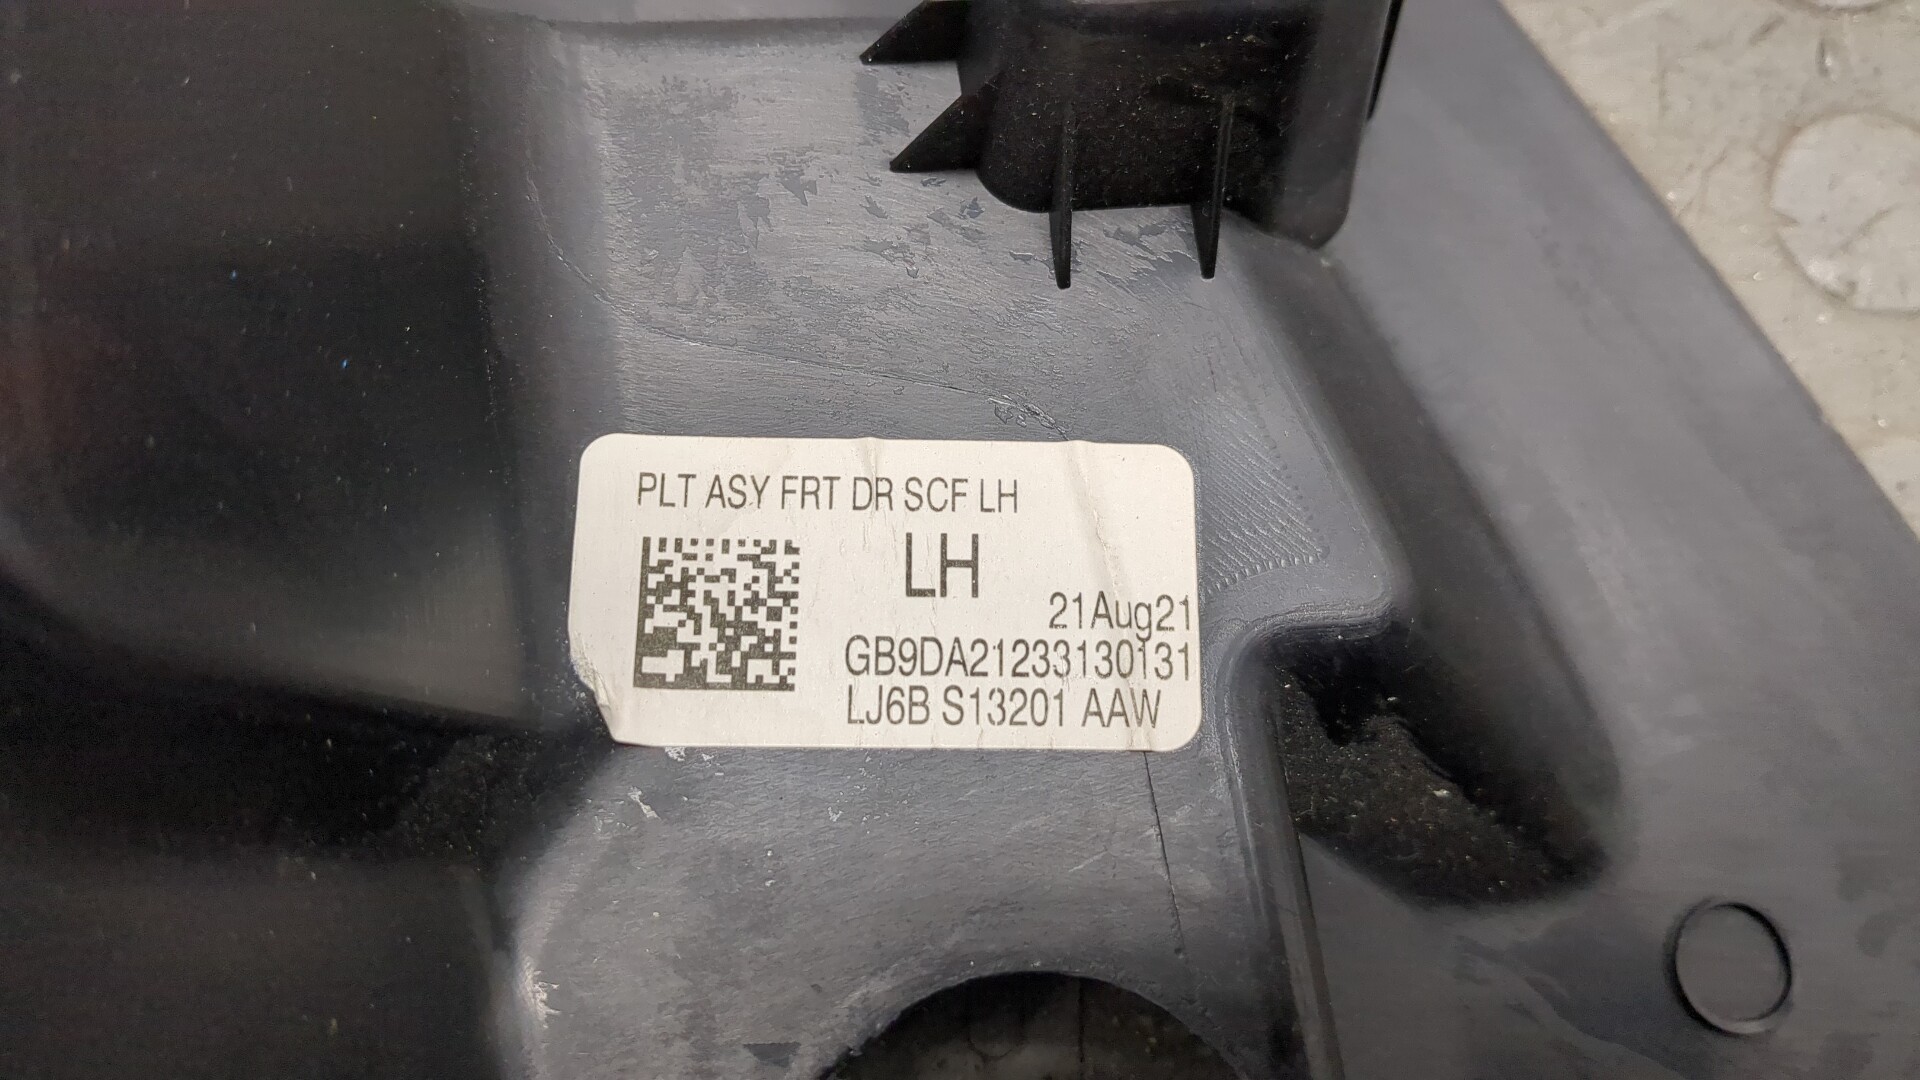 PLT ASY FRT DR SCF LH
LH
21Aug21
GB9DA21233130131
LJ6B S13201 AAW